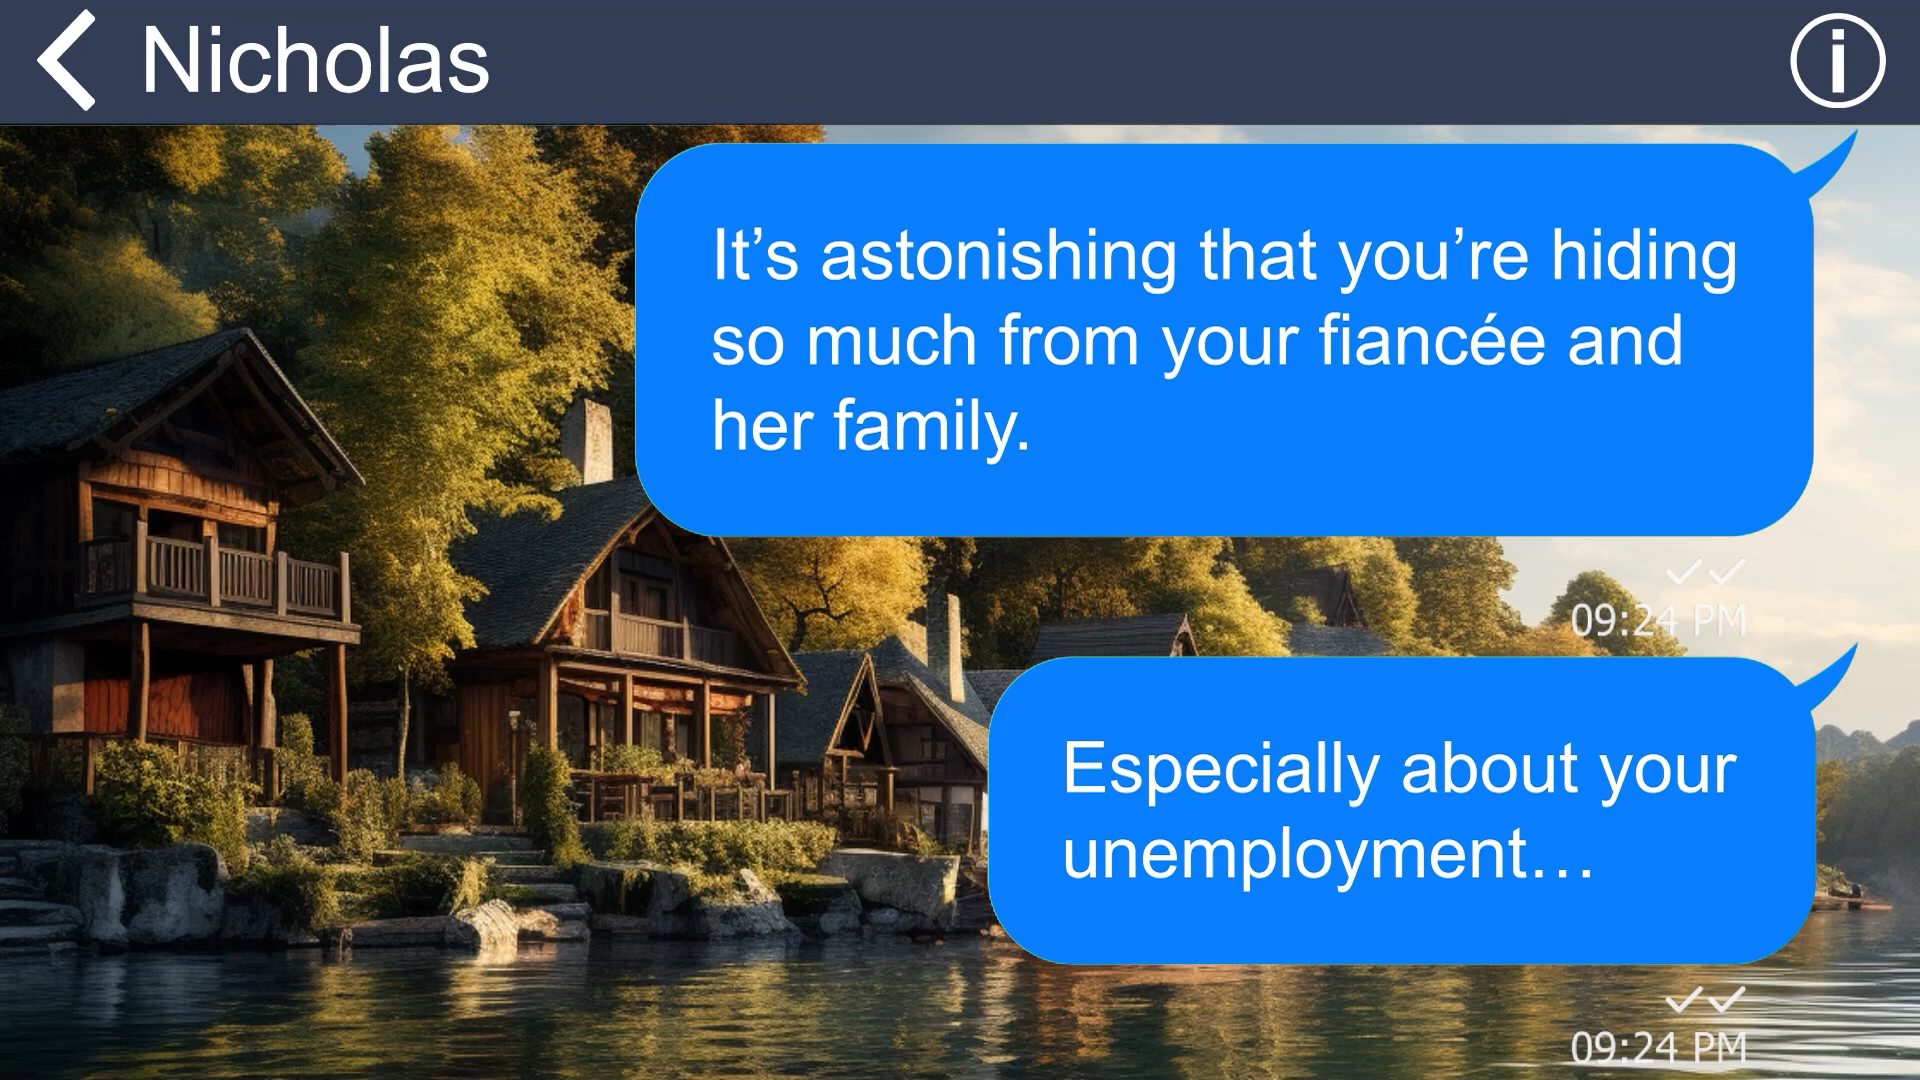 Nicholas
It’s astonishing that you’re hiding
so much from your fiancée and
her family.
09:24 PM
Especially about your
unemployment…
09:24 PM